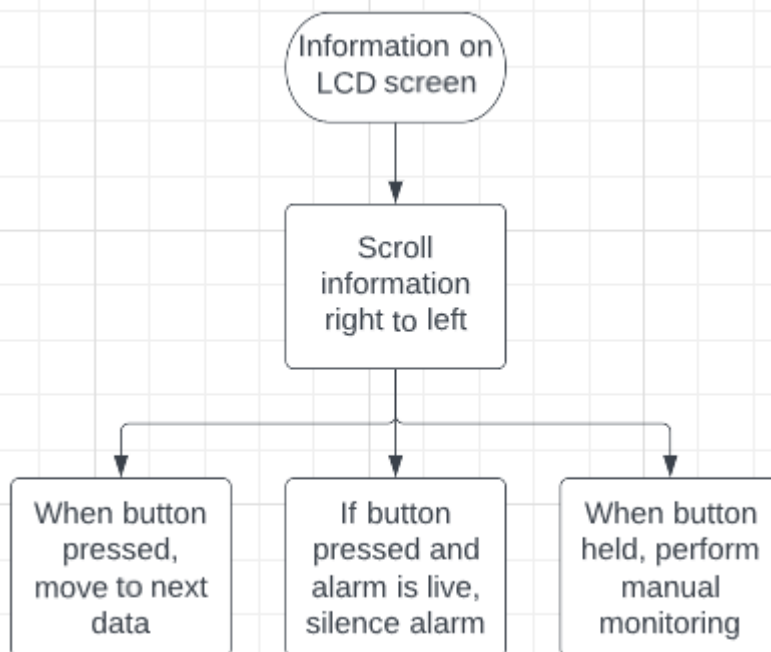 Information on
LCD screen
Scroll
information
right to left
When button
pressed,
move to next
data
If button
pressed and
alarm is live,
silence alarm
When button
held, perform
manual
monitoring